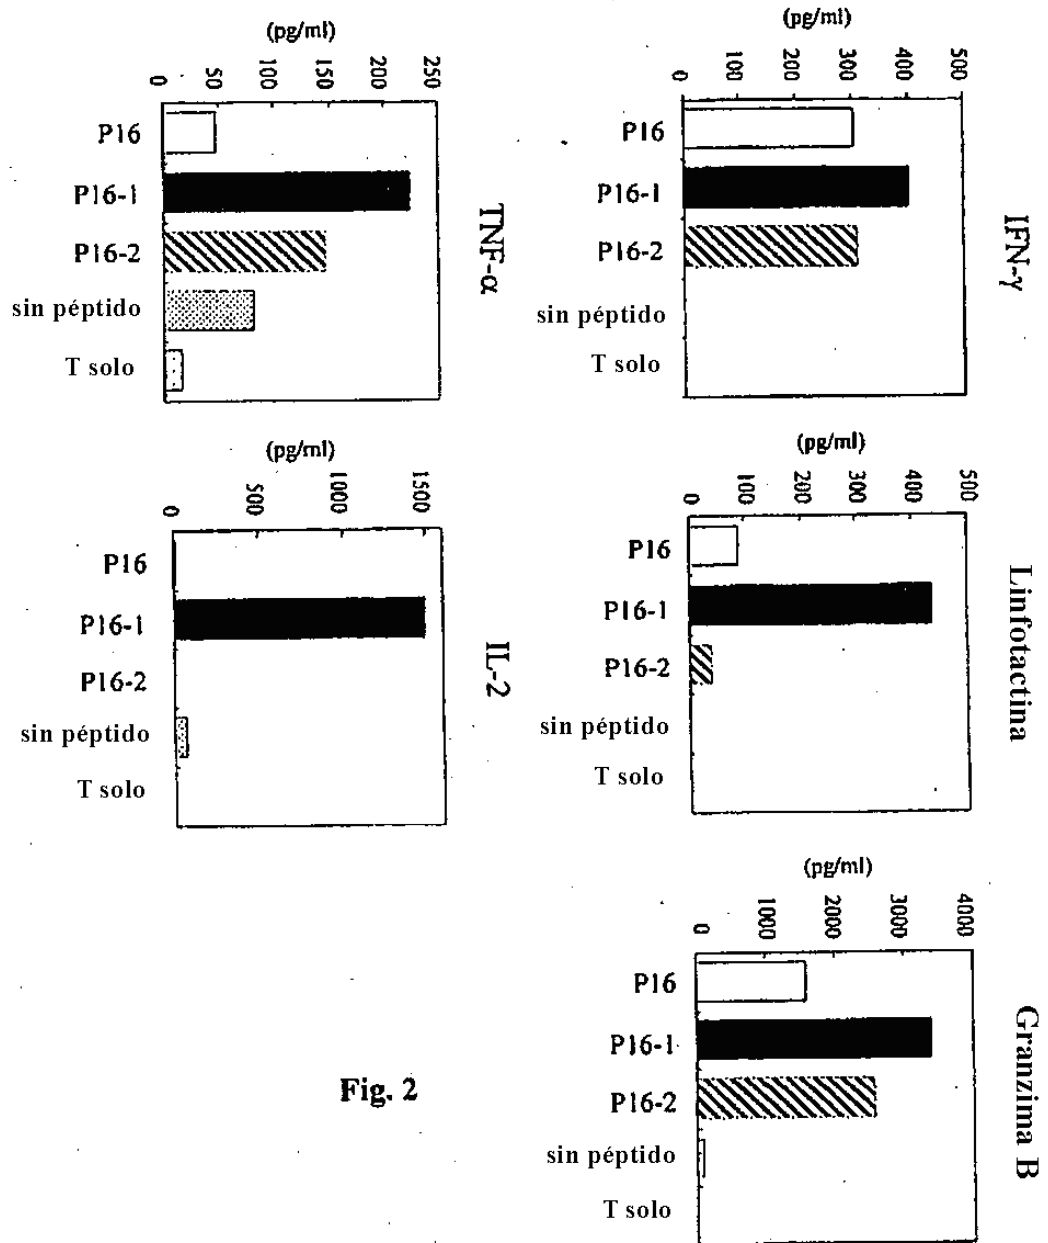 (pg/ml)
0 50 100 150 200 250
P16
P16-1
P16-2
sin péptido
T solo
TNF-α
(pg/ml)
0 100 200 300 400 500
P16
P16-1
P16-2
sin péptido
T solo
IFN-γ
(pg/ml)
500 1000 1500
P16
P16-1
P16-2
sin péptido
T solo
IL-2
(pg/ml)
0 100 200 300 400 500
P16
P16-1
P16-2
sin péptido
T solo
Linfotactina
(pg/ml)
0 1000 2000 3000 4000
P16
P16-1
P16-2
sin péptido
T solo
Granzima B
Fig. 2